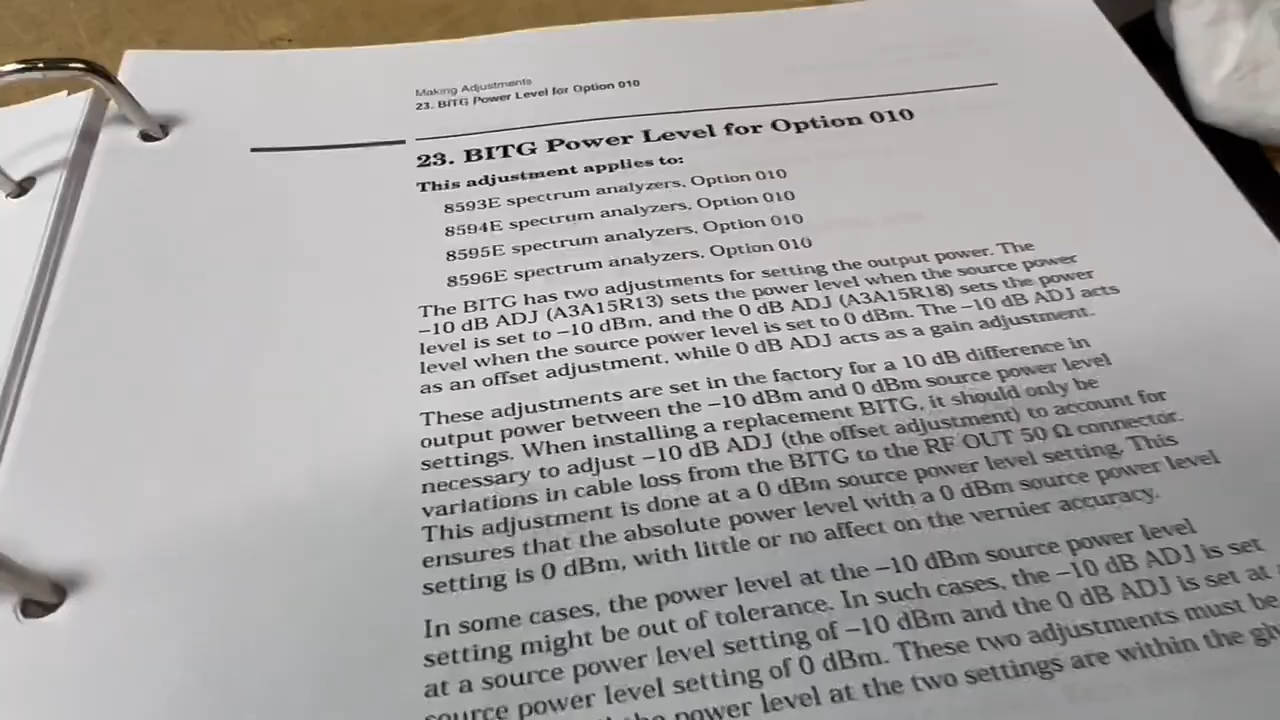 Making Adjustments
23. BITG Power Level for Option 010
23. BITG Power Level for Option 010
This adjustment applies to:
8593E spectrum analyzers, Option 010
8594E spectrum analyzers, Option 010
8595E spectrum analyzers, Option 010
8596E spectrum analyzers, Option 010
The BITG has two adjustments for setting the output power. The
–10 dB ADJ (A3A15R13) sets the power level when the source power
level is set to –10 dBm, and the 0 dB ADJ (A3A15R18) sets the power
level when the source power level is set to 0 dBm. The –10 dB ADJ acts
as an offset adjustment, while 0 dB ADJ acts as a gain adjustment.
These adjustments are set in the factory for a 10 dB difference in
output power between the –10 dBm and 0 dBm source power level
settings. When installing a replacement BITG, it should only be
necessary to adjust –10 dB ADJ (the offset adjustment) to account for
variations in cable loss from the BITG to the RF OUT 50 Ω connector.
This adjustment is done at a 0 dBm source power level setting. This
ensures that the absolute power level with a 0 dBm source power level
setting is 0 dBm, with little or no affect on the vernier accuracy.
In some cases, the power level at the –10 dBm source power level
setting might be out of tolerance. In such cases, the –10 dB ADJ is set
at a source power level setting of –10 dBm and the 0 dB ADJ is set at
source power level setting of 0 dBm. These two adjustments must be
power level at the two settings are within the